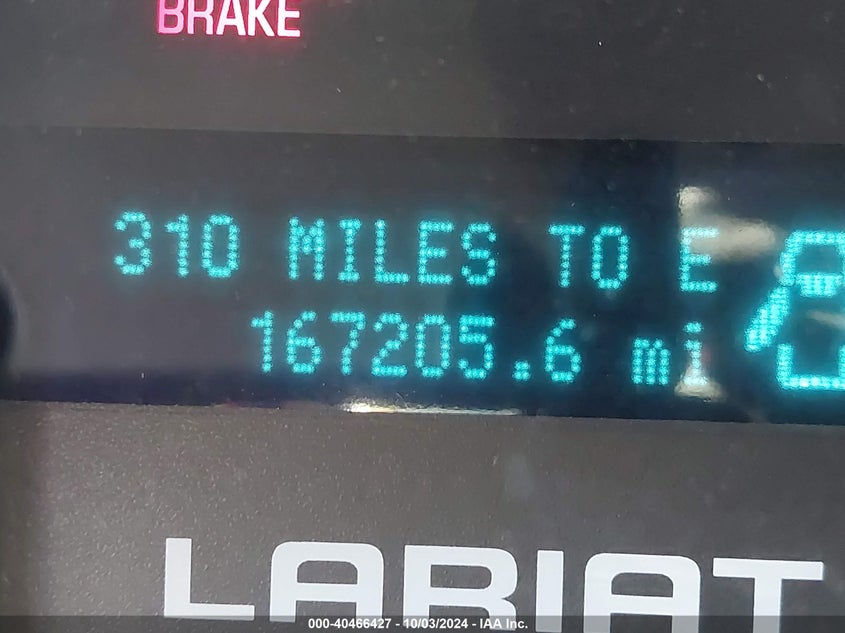 BRAKE
310 MILES TO E
167205.6 mi
LARIAT
000-40466427 - 10/03/2024 - IAA Inc.